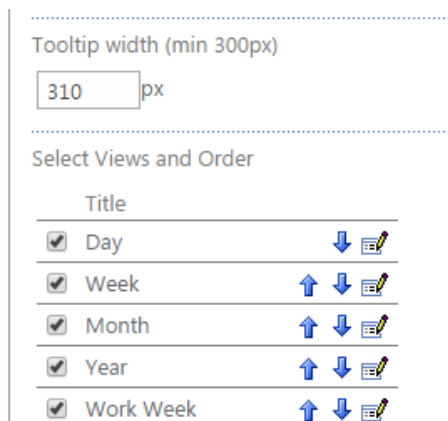 Tooltip width (min 300px)
310 px
Select Views and Order
Title
Day
Week
Month
Year
Work Week